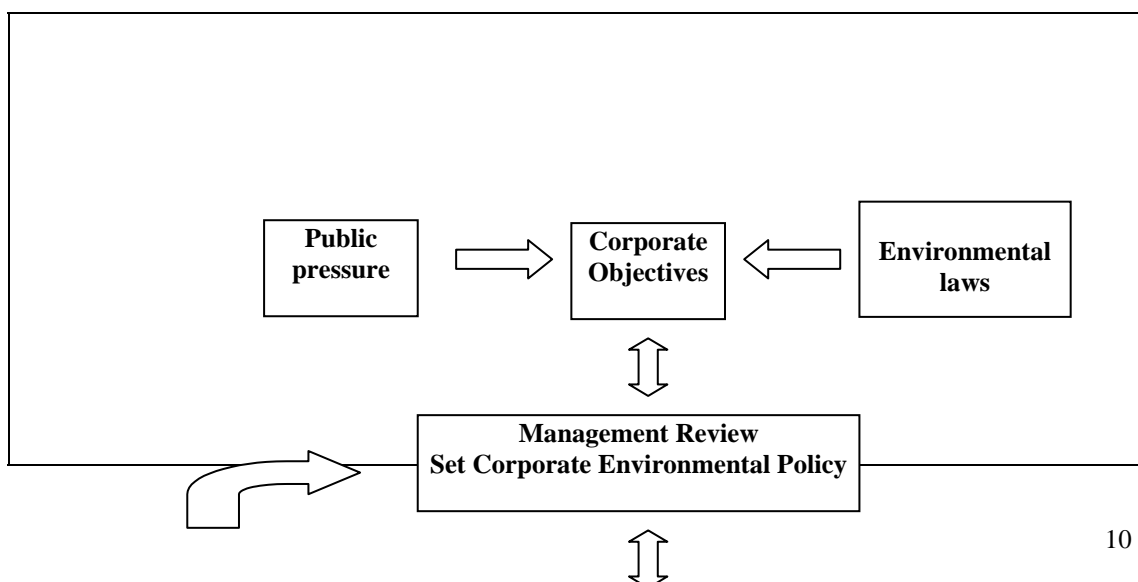 Public
pressure
Corporate
Objectives
Environmental
laws
Management Review
Set Corporate Environmental Policy
10